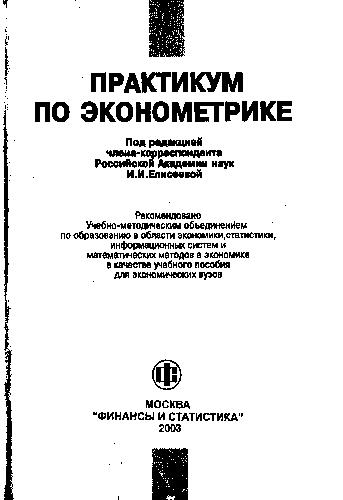 ПРАКТИКУМ
ПО ЭКОНОМЕТРИКЕ
Под редакцией
члена-корреспондента
Российской Академии наук
И.И.Елисеевой
Рекомендовано
Учебно-методическим объединением
по образованию в области экономики,статистики,
информационных систем и
математических методов в экономике
в качестве учебного пособия
для экономических вузов
МОСКВА
"ФИНАНСЫ И СТАТИСТИКА"
2003